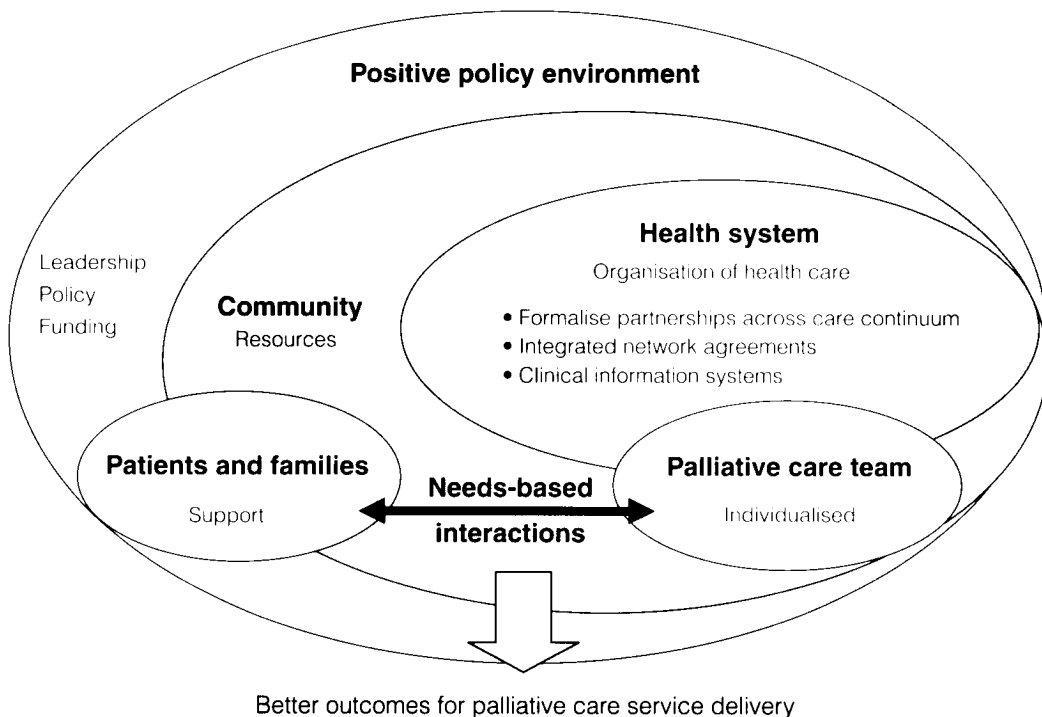 Positive policy environment
Leadership
Policy
Funding
Health system
Organisation of health care
• Formalise partnerships across care continuum
• Integrated network agreements
• Clinical information systems
Community
Resources
Patients and families
Support
Needs-based
interactions
Palliative care team
Individualised
Better outcomes for palliative care service delivery